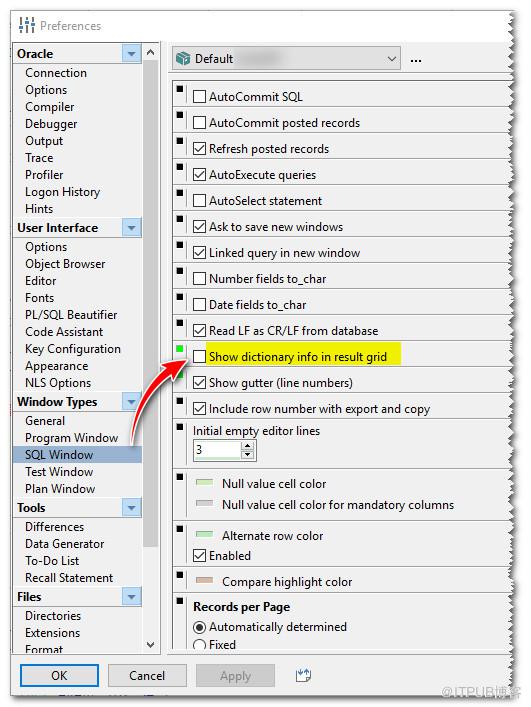 Preferences
Oracle
Connection
Options
Compiler
Debugger
Output
Trace
Profiler
Logon History
Hints
User Interface
Options
Object Browser
Editor
Fonts
PL/SQL Beautifier
Code Assistant
Key Configuration
Appearance
NLS Options
Window Types
General
Program Window
SQL Window
Test Window
Plan Window
Tools
Differences
Data Generator
To-Do List
Recall Statement
Files
Directories
Extensions
Format
Default
...
AutoCommit SQL
AutoCommit posted records
Refresh posted records
AutoExecute queries
AutoSelect statement
Ask to save new windows
Linked query in new window
Number fields to_char
Date fields to_char
Read LF as CR/LF from database
Show dictionary info in result grid
Show gutter (line numbers)
Include row number with export and copy
Initial empty editor lines
3
Null value cell color
Null value cell color for mandatory columns
Alternate row color
Enabled
Compare highlight color
Records per Page
Automatically determined
Fixed
OK
Cancel
Apply
@ITPUB博客